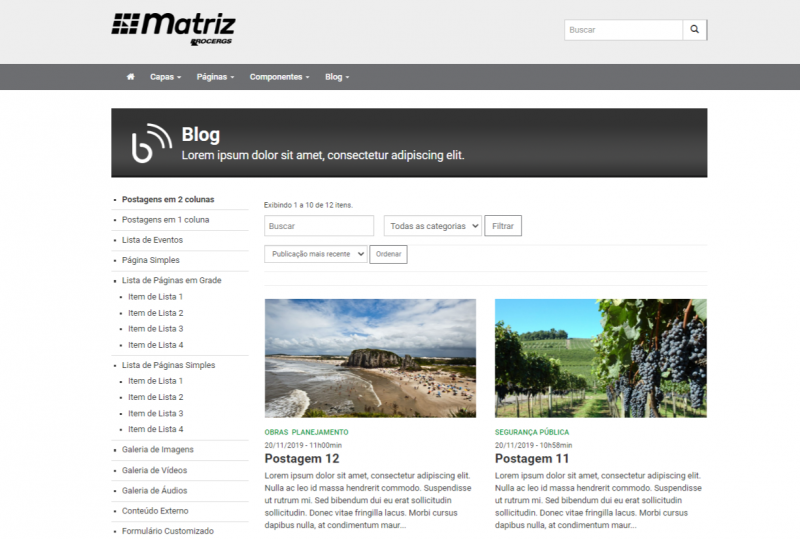 Matriz
PROCERGS
Buscar
Capas
Páginas
Componentes
Blog
Blog
Lorem ipsum dolor sit amet, consectetur adipiscing elit.
Postagens em 2 colunas
Postagens em 1 coluna
Lista de Eventos
Página Simples
Lista de Páginas em Grade
Item de Lista 1
Item de Lista 2
Item de Lista 3
Item de Lista 4
Lista de Páginas Simples
Item de Lista 1
Item de Lista 2
Item de Lista 3
Item de Lista 4
Galeria de Imagens
Galeria de Vídeos
Galeria de Áudios
Conteúdo Externo
Formulário Customizado
Exibindo 1 a 10 de 12 itens.
Buscar
Todas as categorias
Filtrar
Publicação mais recente
Ordenar
OBRAS PLANEJAMENTO
20/11/2019 - 11h00min
Postagem 12
Lorem ipsum dolor sit amet, consectetur adipiscing elit.
Nulla ac leo id massa hendrerit commodo. Suspendisse
ut rutrum mi. Sed bibendum dui eu erat sollicitudin
sollicitudin. Donec vitae fringilla lacus. Morbi cursus
dapibus nulla, at condimentum maur...
SEGURANÇA PÚBLICA
20/11/2019 - 10h58min
Postagem 11
Lorem ipsum dolor sit amet, consectetur adipiscing elit.
Nulla ac leo id massa hendrerit commodo. Suspendisse
ut rutrum mi. Sed bibendum dui eu erat sollicitudin
sollicitudin. Donec vitae fringilla lacus. Morbi cursus
dapibus nulla, at condimentum maur...